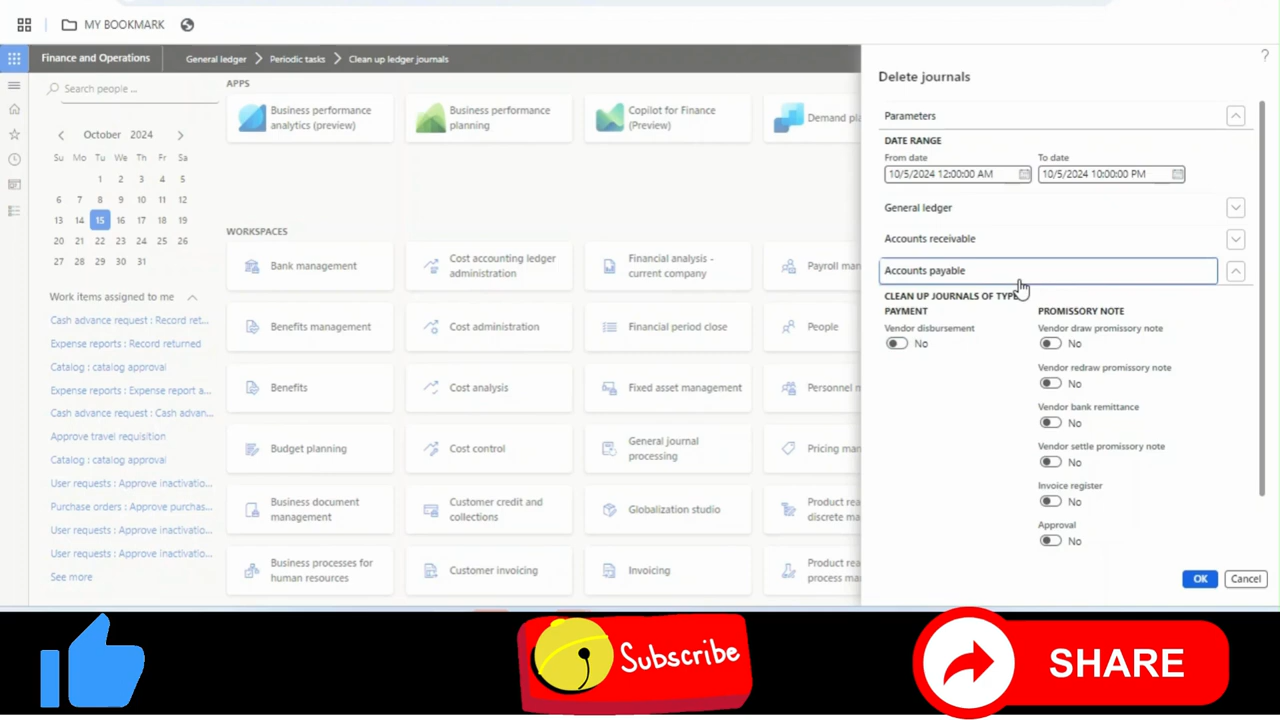 MY BOOKMARK
Finance and Operations
General ledger
Periodic tasks
Clean up ledger journals
?
Search people ...
October 2024
Su Mo Tu We Th Fr Sa
1 2 3 4 5
6 7 8 9 10 11 12
13 14 15 16 17 18 19
20 21 22 23 24 25 26
27 28 29 30 31
Work items assigned to me
Cash advance request : Record ret...
Expense reports : Record returned
Catalog : catalog approval
Expense reports : Expense report a...
Cash advance request : Cash advan...
Approve travel requisition
Catalog : catalog approval
User requests : Approve inactivatio...
Purchase orders : Approve purchas...
User requests : Approve inactivatio...
User requests : Approve inactivatio...
See more
APPS
Business performance
analytics (preview)
Business performance
planning
Copilot for Finance
(Preview)
Demand pla
WORKSPACES
Bank management
Cost accounting ledger
administration
Financial analysis -
current company
Payroll man
Benefits management
Cost administration
Financial period close
People
Benefits
Cost analysis
Fixed asset management
Personnel m
Budget planning
Cost control
General journal
processing
Pricing man
Business document
management
Customer credit and
collections
Globalization studio
Product rea
discrete ma
Business processes for
human resources
Customer invoicing
Invoicing
Product rea
process ma
Delete journals
Parameters
DATE RANGE
From date
To date
10/5/2024 12:00:00 AM
10/5/2024 10:00:00 PM
General ledger
Accounts receivable
Accounts payable
CLEAN UP JOURNALS OF TYPE
PAYMENT
Vendor disbursement
No
PROMISSORY NOTE
Vendor draw promissory note
No
Vendor redraw promissory note
No
Vendor bank remittance
No
Vendor settle promissory note
No
Invoice register
No
Approval
No
OK
Cancel
Subscribe
SHARE